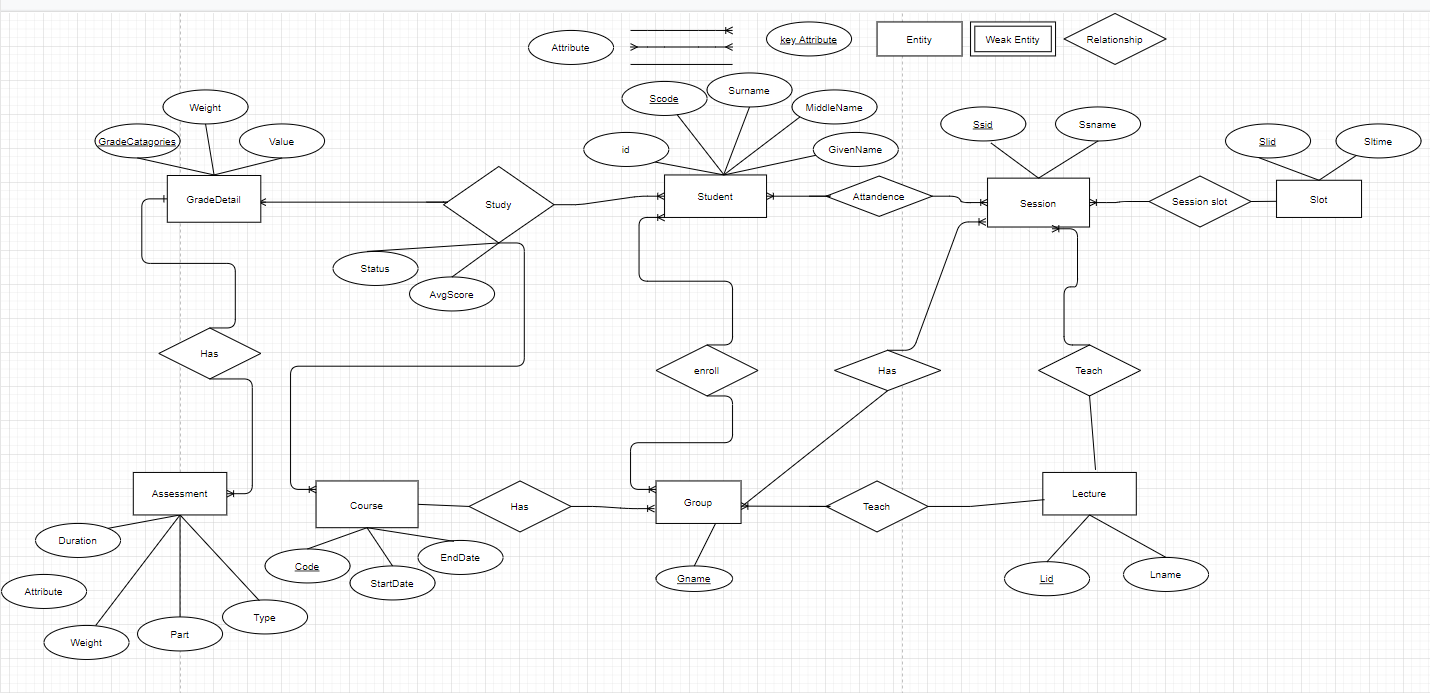 Attribute
key Attribute
Entity
Weak Entity
Relationship
Weight
GradeCatagories
Value
GradeDetail
Scode
Surname
MiddleName
id
GivenName
Student
Study
Status
AvgScore
Attandence
Ssid
Ssname
Session
Session slot
Slid
Sltime
Slot
Has
enroll
Has
Teach
Assessment
Course
Has
Group
Teach
Lecture
Duration
Attribute
Weight
Part
Type
Code
StartDate
EndDate
Gname
Lid
Lname